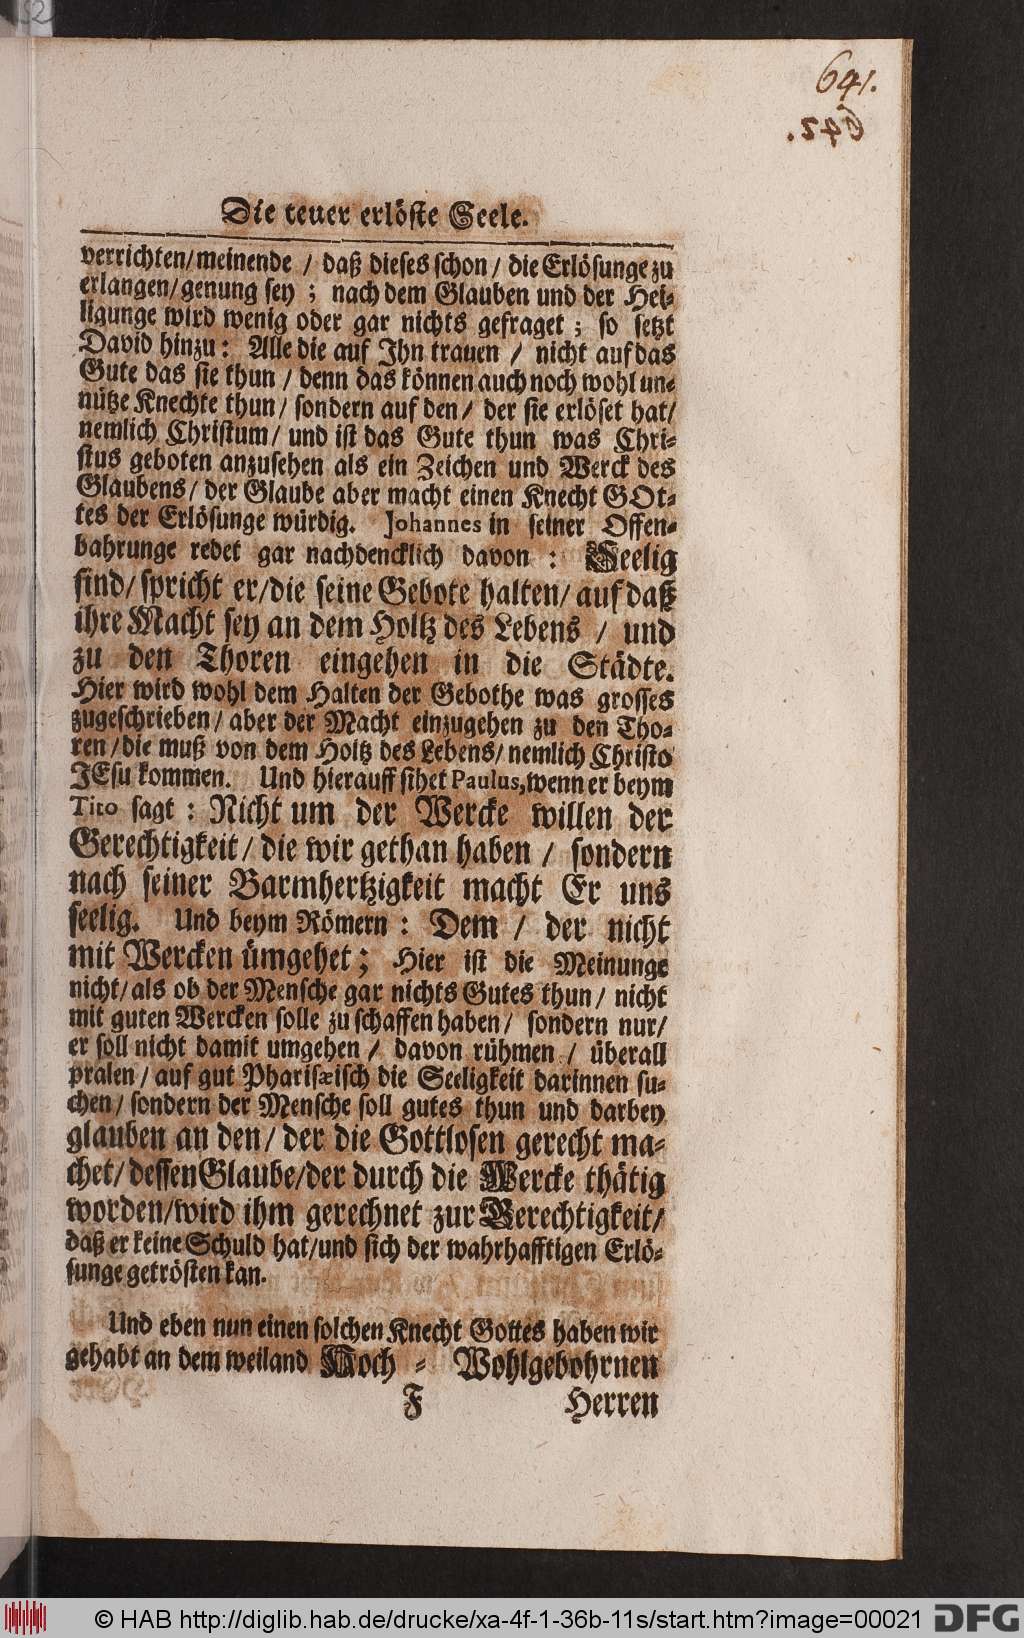 641.
642.
Die teuer erlöste Seele.
verrichten/meinende / daß dieses schon / die Erlösunge zu
erlangen/genung sey ; nach dem Glauben und der Hei-
ligunge wird wenig oder gar nichts gefraget ; so setzt
David hinzu: Alle die auf Ihn trauen / nicht auf das
Gute das sie thun / denn das können auch noch wohl un-
nütze Knechte thun / sondern auf den / der sie erlöset hat/
nemlich Christum / und ist das Gute thun was Chri-
stus geboten anzusehen als ein Zeichen und Werck des
Glaubens / der Glaube aber macht einen Knecht GOt-
tes der Erlösunge würdig. Johannes in seiner Offen-
bahrunge redet gar nachdencklich davon : Seelig
sind/ spricht er/die seine Gebote halten/ auf daß
ihre Macht sey an dem Holtz des Lebens / und
zu den Thoren eingehen in die Städte.
Hier wird wohl dem Halten der Gebothe was grosses
zugeschrieben/ aber der Macht einzugehen zu den Tho-
ren /die muß von dem Holtz des Lebens/ nemlich Christo
JEsu kommen. Und hierauff sihet Paulus, wenn er beym
Tito sagt : Nicht um der Wercke willen der
Gerechtigkeit/ die wir gethan haben / sondern
nach seiner Barmhertzigkeit macht Er uns
seelig. Und beym Römern : Dem / der nicht
mit Wercken ümgehet ; Hier ist die Meinunge
nicht/ als ob der Mensche gar nichts Gutes thun / nicht
mit guten Wercken solle zu schaffen haben / sondern nur/
er soll nicht damit umgehen / davon rühmen / überall
pralen / auf gut Pharisæisch die Seeligkeit darinnen su-
chen / sondern der Mensche soll gutes thun und darbey
glauben an den / der die Gottlosen gerecht ma-
chet/ dessen Glaube/der durch die Wercke thätig
worden/wird ihm gerechnet zur Gerechtigkeit/
daß er keine Schuld hat/und sich der wahrhafftigen Erlö-
sunge getrösten kan.
Und eben nun einen solchen Knecht Gottes haben wir
gehabt an dem weiland Hoch - Wohlgebohrnen
F Herren
© HAB http://diglib.hab.de/drucke/xa-4f-1-36b-11s/start.htm?image=00021 DFG